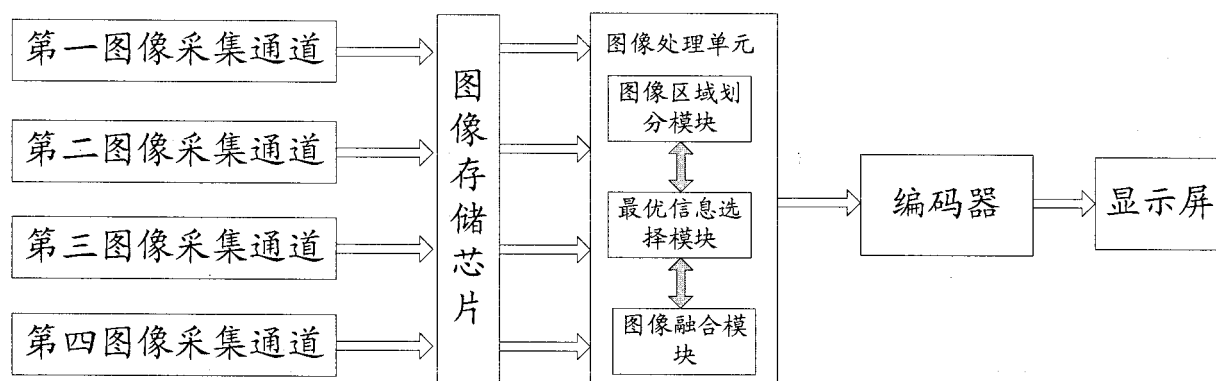 第一图像采集通道
第二图像采集通道
第三图像采集通道
第四图像采集通道
图像存储芯片
图像处理单元
图像区域划
分模块
最优信息选
择模块
图像融合模
块
编码器
显示屏